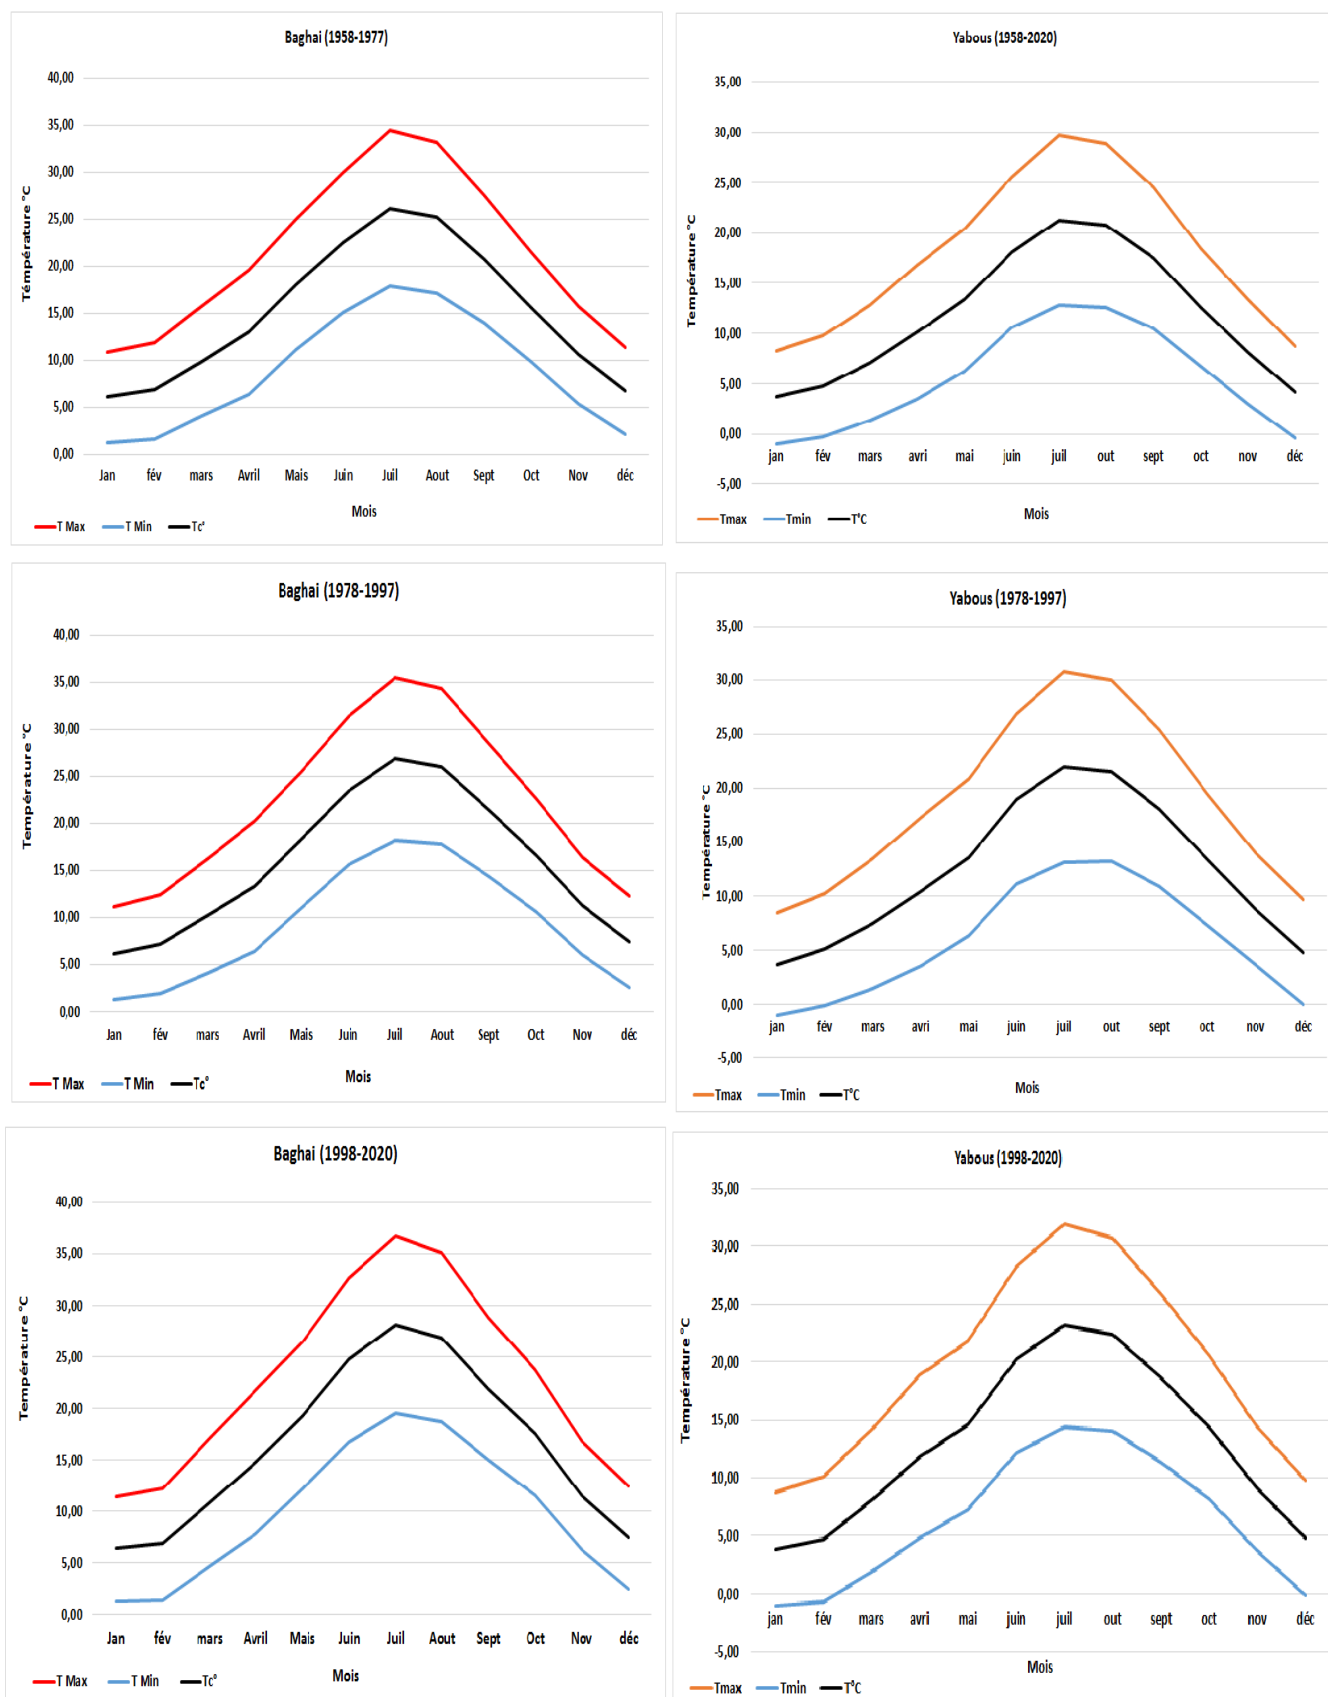 Baghai (1958-1977)
40,00
35,00
30,00
25,00
20,00
15,00
10,00
5,00
0,00
Témpérature °C
Jan fév mars Avril Mais Juin Juil Aout Sept Oct Nov déc
Mois
T Max T Min Tc°
Yabous (1958-2020)
35,00
30,00
25,00
20,00
15,00
10,00
5,00
0,00
-5,00
Température °C
jan fév mars avri mai juin juil out sept oct nov déc
Mois
Tmax Tmin T°C
Baghai (1978-1997)
40,00
35,00
30,00
25,00
20,00
15,00
10,00
5,00
0,00
Température °C
Jan fév mars Avril Mais Juin Juil Aout Sept Oct Nov déc
Mois
T Max T Min Tc°
Yabous (1978-1997)
35,00
30,00
25,00
20,00
15,00
10,00
5,00
0,00
-5,00
Température °C
jan fév mars avri mai juin juil out sept oct nov déc
Mois
Tmax Tmin T°C
Baghai (1998-2020)
40,00
35,00
30,00
25,00
20,00
15,00
10,00
5,00
0,00
Température °C
Jan fév mars Avril Mais Juin Juil Aout Sept Oct Nov déc
Mois
T Max T Min Tc°
Yabous (1998-2020)
35,00
30,00
25,00
20,00
15,00
10,00
5,00
0,00
-5,00
Température °C
jan fév mars avri mai juin juil out sept oct nov déc
Mois
Tmax Tmin T°C